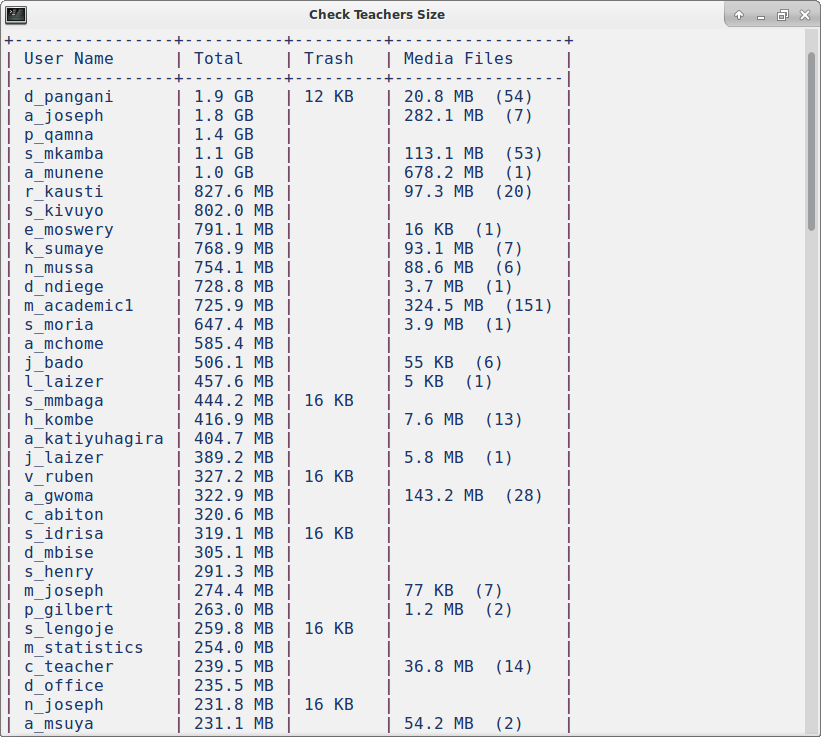 Check Teachers Size
+----------------+----------+---------+-----------------+
| User Name      | Total    | Trash   | Media Files     |
|----------------+----------+---------+-----------------|
| d_pangani      | 1.9 GB   | 12 KB   | 20.8 MB  (54)   |
| a_joseph       | 1.8 GB   |         | 282.1 MB  (7)   |
| p_qamna        | 1.4 GB   |         |                 |
| s_mkamba       | 1.1 GB   |         | 113.1 MB  (53)  |
| a_munene       | 1.0 GB   |         | 678.2 MB  (1)   |
| r_kausti       | 827.6 MB |         | 97.3 MB  (20)   |
| s_kivuyo       | 802.0 MB |         |                 |
| e_moswery      | 791.1 MB |         | 16 KB  (1)      |
| k_sumaye       | 768.9 MB |         | 93.1 MB  (7)    |
| n_mussa        | 754.1 MB |         | 88.6 MB  (6)    |
| d_ndiege       | 728.8 MB |         | 3.7 MB  (1)     |
| m_academic1    | 725.9 MB |         | 324.5 MB  (151) |
| s_moria        | 647.4 MB |         | 3.9 MB  (1)     |
| a_mchome       | 585.4 MB |         |                 |
| j_bado         | 506.1 MB |         | 55 KB  (6)      |
| l_laizer       | 457.6 MB |         | 5 KB  (1)       |
| s_mmbaga       | 444.2 MB | 16 KB   |                 |
| h_kombe        | 416.9 MB |         | 7.6 MB  (13)    |
| a_katiyuhagira | 404.7 MB |         |                 |
| j_laizer       | 389.2 MB |         | 5.8 MB  (1)     |
| v_ruben        | 327.2 MB | 16 KB   |                 |
| a_gwoma        | 322.9 MB |         | 143.2 MB  (28)  |
| c_abiton       | 320.6 MB |         |                 |
| s_idrisa       | 319.1 MB | 16 KB   |                 |
| d_mbise        | 305.1 MB |         |                 |
| s_henry        | 291.3 MB |         |                 |
| m_joseph       | 274.4 MB |         | 77 KB  (7)      |
| p_gilbert      | 263.0 MB |         | 1.2 MB  (2)     |
| s_lengoje      | 259.8 MB | 16 KB   |                 |
| m_statistics   | 254.0 MB |         |                 |
| c_teacher      | 239.5 MB |         | 36.8 MB  (14)   |
| d_office       | 235.5 MB |         |                 |
| n_joseph       | 231.8 MB | 16 KB   |                 |
| a_msuya        | 231.1 MB |         | 54.2 MB  (2)    |